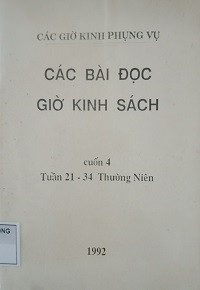 CÁC GIỜ KINH PHỤNG VỤ
CÁC BÀI ĐỌC
GIỜ KINH SÁCH
cuốn 4
Tuần 21 - 34 Thường Niên
1992